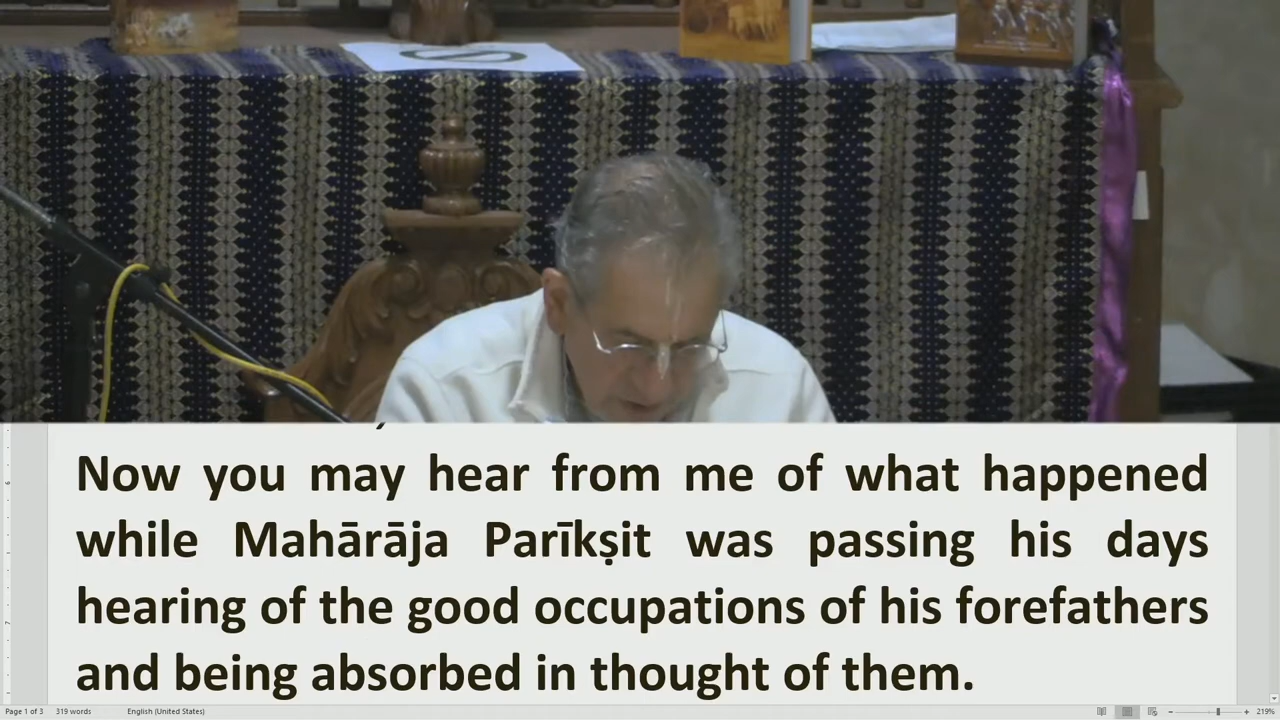 Now you may hear from me of what happened
while Mahārāja Parīkṣit was passing his days
hearing of the good occupations of his forefathers
and being absorbed in thought of them.
Page 1 of 3 319 words English (United States) 219%